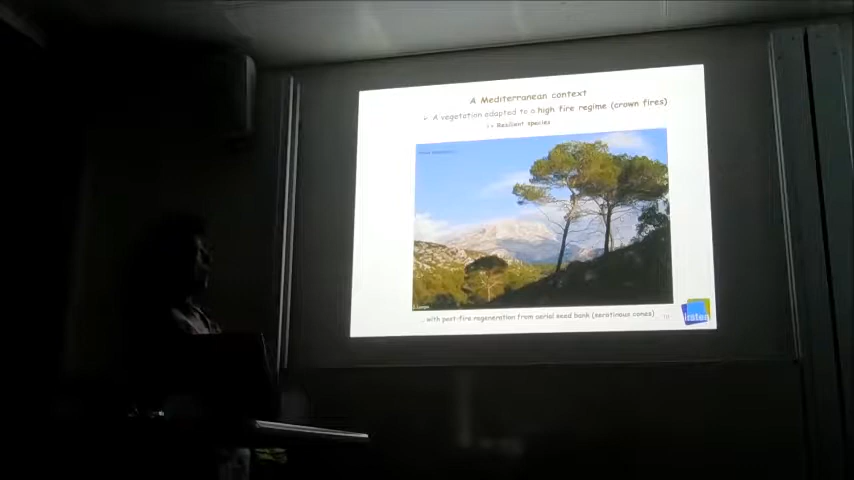 A Mediterranean context
A vegetation adapted to a high fire regime (crown fires)
Resilient species
with post-fire regeneration from aerial seed bank (serotinous cones)
irstea